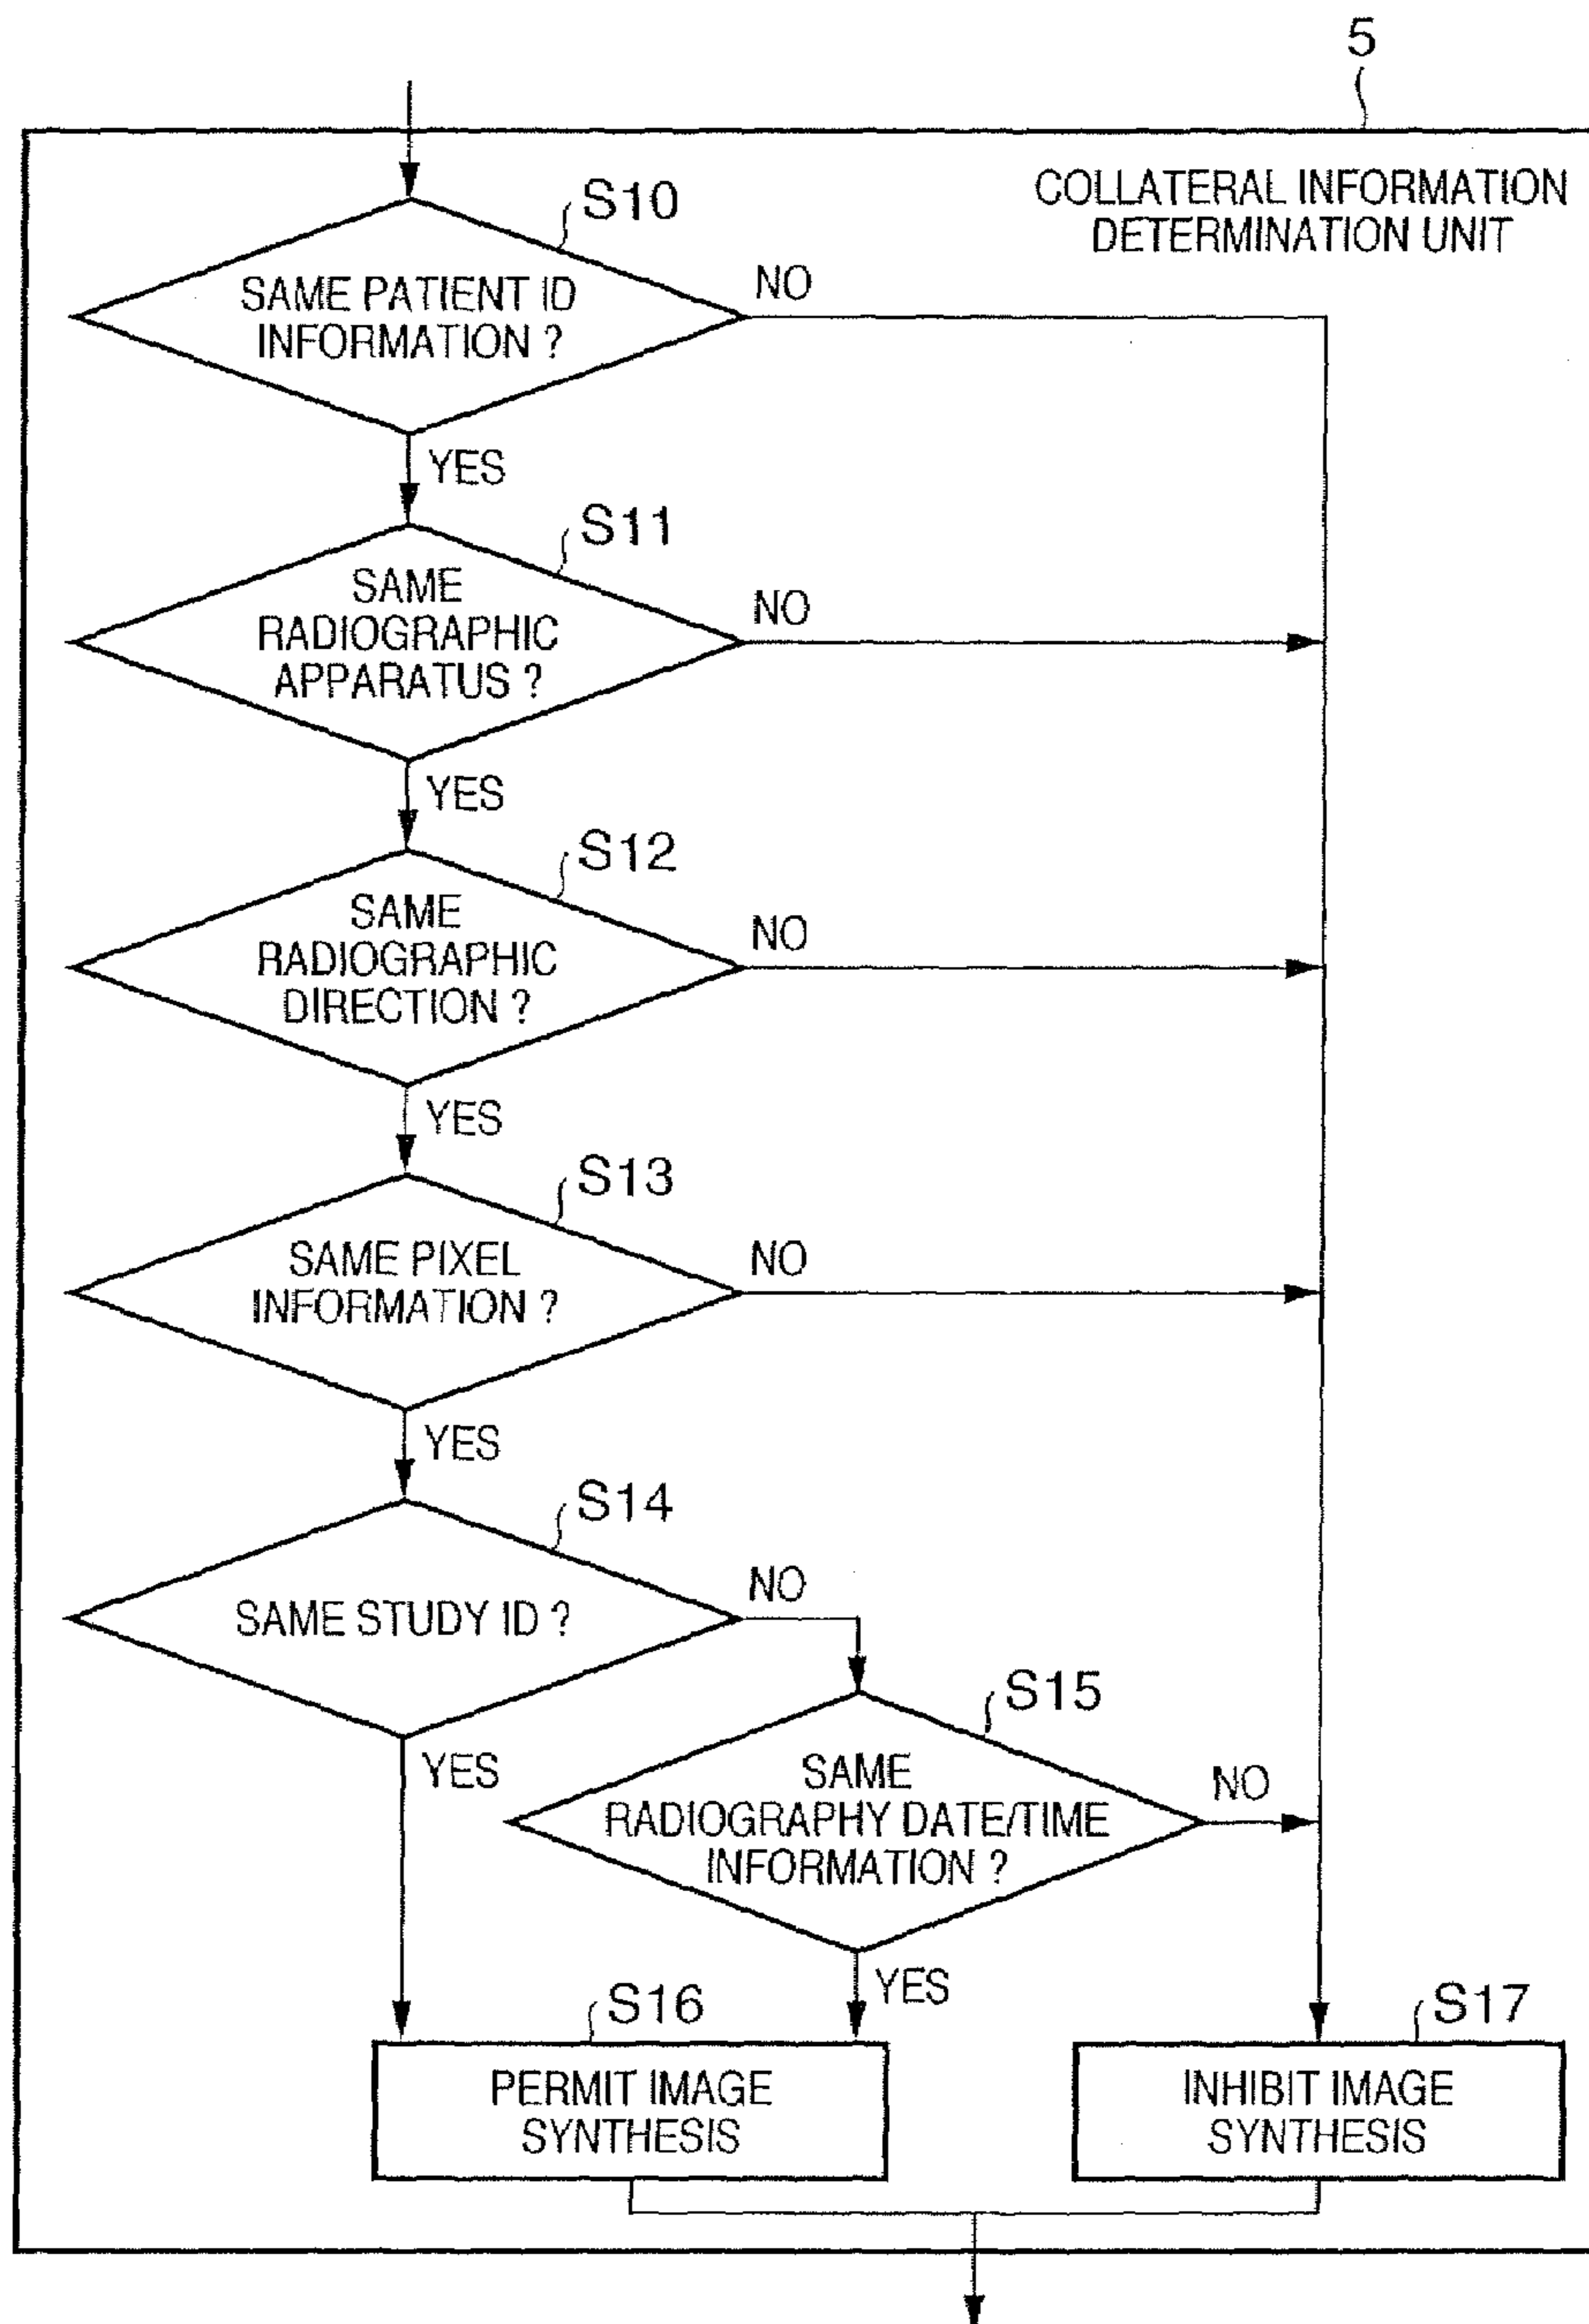 5
COLLATERAL INFORMATION
DETERMINATION UNIT
S10
SAME PATIENT ID
INFORMATION ?
NO
YES
S11
SAME
RADIOGRAPHIC
APPARATUS ?
NO
YES
S12
SAME
RADIOGRAPHIC
DIRECTION ?
NO
YES
S13
SAME PIXEL
INFORMATION ?
NO
YES
S14
SAME STUDY ID ?
NO
YES
S15
SAME
RADIOGRAPHY DATE/TIME
INFORMATION ?
NO
YES
S16
PERMIT IMAGE
SYNTHESIS
S17
INHIBIT IMAGE
SYNTHESIS